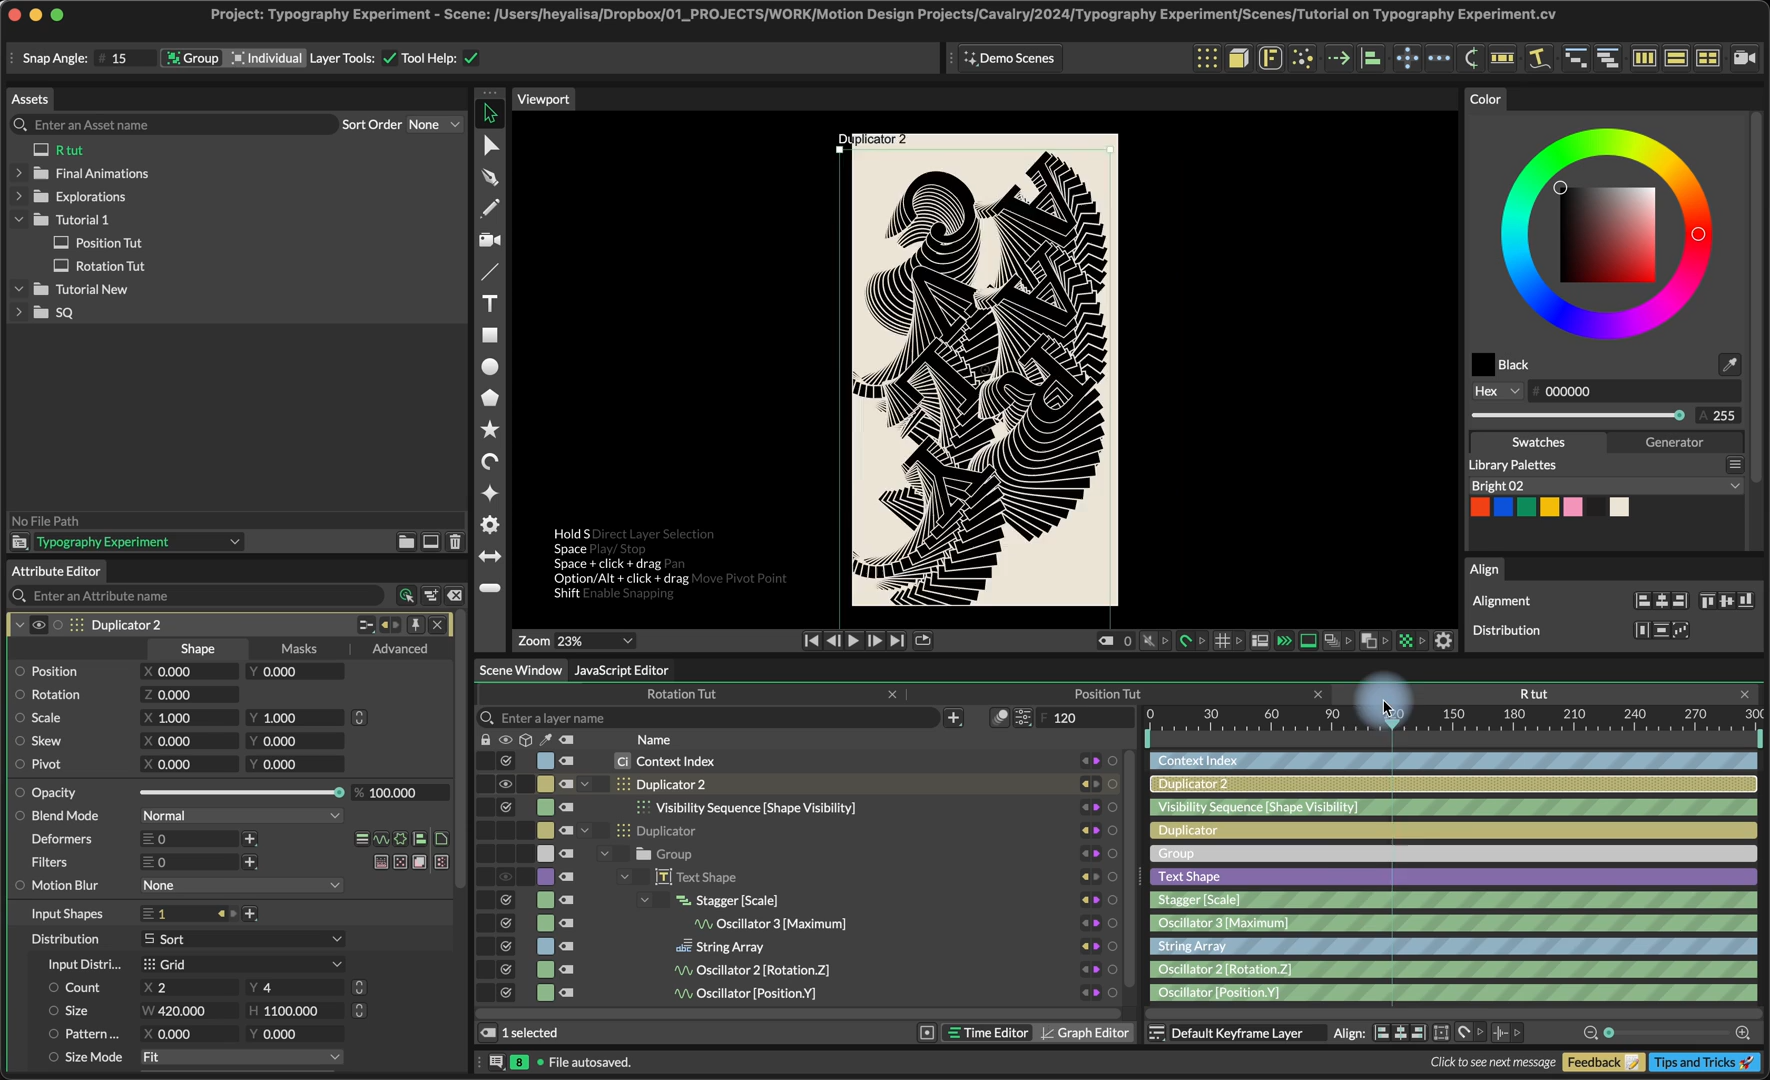 Project: Typography Experiment - Scene: /Users/heyalisa/Dropbox/01_PROJECTS/WORK/Motion Design Projects/Cavalry/2024/Typography Experiment/Scenes/Tutorial on Typography Experiment.cv
Snap Angle: # 15 Group Individual Layer Tools: Tool Help: Demo Scenes
Assets
Enter an Asset name Sort Order None
R tut
Final Animations
Explorations
Tutorial 1
Position Tut
Rotation Tut
Tutorial New
SQ
No File Path
Typography Experiment
Attribute Editor
Enter an Attribute name
Duplicator 2
Shape Masks Advanced
Position X 0.000 Y 0.000
Rotation Z 0.000
Scale X 1.000 Y 1.000
Skew X 0.000 Y 0.000
Pivot X 0.000 Y 0.000
Opacity % 100.000
Blend Mode Normal
Deformers 0
Filters 0
Motion Blur None
Input Shapes 1
Distribution Sort
Input Distri... Grid
Count X 2 Y 4
Size W 420.000 H 1100.000
Pattern ... X 0.000 Y 0.000
Size Mode Fit
Viewport
Duplicator 2
Hold S Direct Layer Selection
Space Play/ Stop
Space + click + drag Pan
Option/Alt + click + drag Move Pivot Point
Shift Enable Snapping
Zoom 23% 0
Color
Black
Hex # 000000
A 255
Swatches Generator
Library Palettes
Bright 02
Align
Alignment
Distribution
Scene Window JavaScript Editor
Rotation Tut Position Tut R tut
Enter a layer name F 120
0 30 60 90 150 180 210 240 270 300
Name
Ci Context Index
Duplicator 2
Visibility Sequence [Shape Visibility]
Duplicator
Group
Text Shape
Stagger [Scale]
Oscillator 3 [Maximum]
String Array
Oscillator 2 [Rotation.Z]
Oscillator [Position.Y]
Context Index
Duplicator 2
Visibility Sequence [Shape Visibility]
Duplicator
Group
Text Shape
Stagger [Scale]
Oscillator 3 [Maximum]
String Array
Oscillator 2 [Rotation.Z]
Oscillator [Position.Y]
1 selected Time Editor Graph Editor Default Keyframe Layer Align:
8 File autosaved. Click to see next message Feedback Tips and Tricks